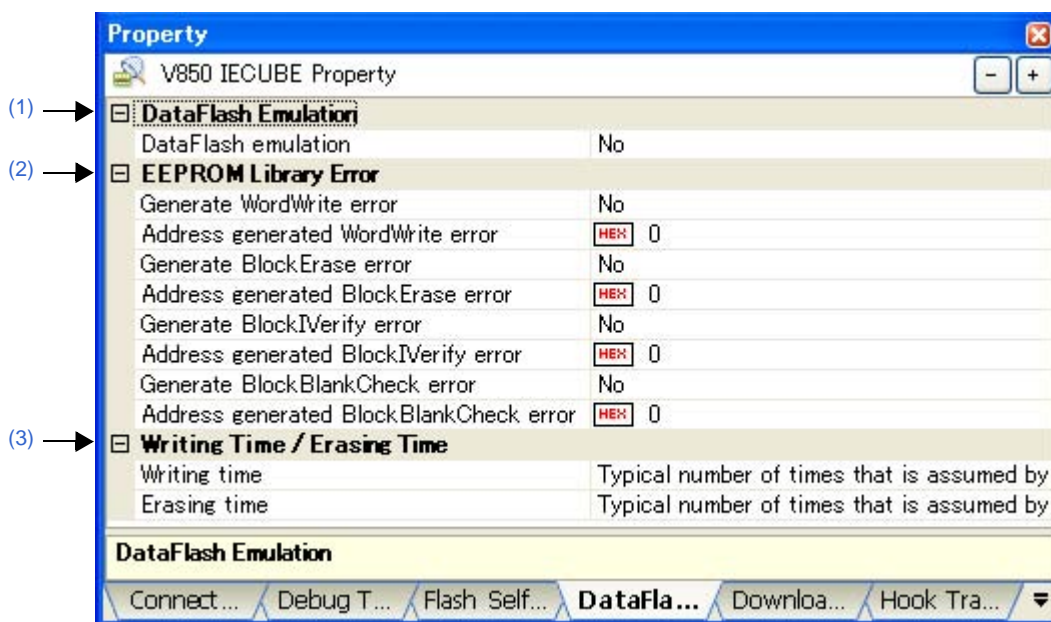 Property
V850 IECUBE Property
- +
(1) DataFlash Emulation
DataFlash emulation No
(2) EEPROM Library Error
Generate WordWrite error No
Address generated WordWrite error HEX 0
Generate BlockErase error No
Address generated BlockErase error HEX 0
Generate BlockIVerify error No
Address generated BlockIVerify error HEX 0
Generate BlockBlankCheck error No
Address generated BlockBlankCheck error HEX 0
(3) Writing Time / Erasing Time
Writing time Typical number of times that is assumed by
Erasing time Typical number of times that is assumed by
DataFlash Emulation
Connect... Debug T... Flash Self... DataFla... Downloa... Hook Tra...